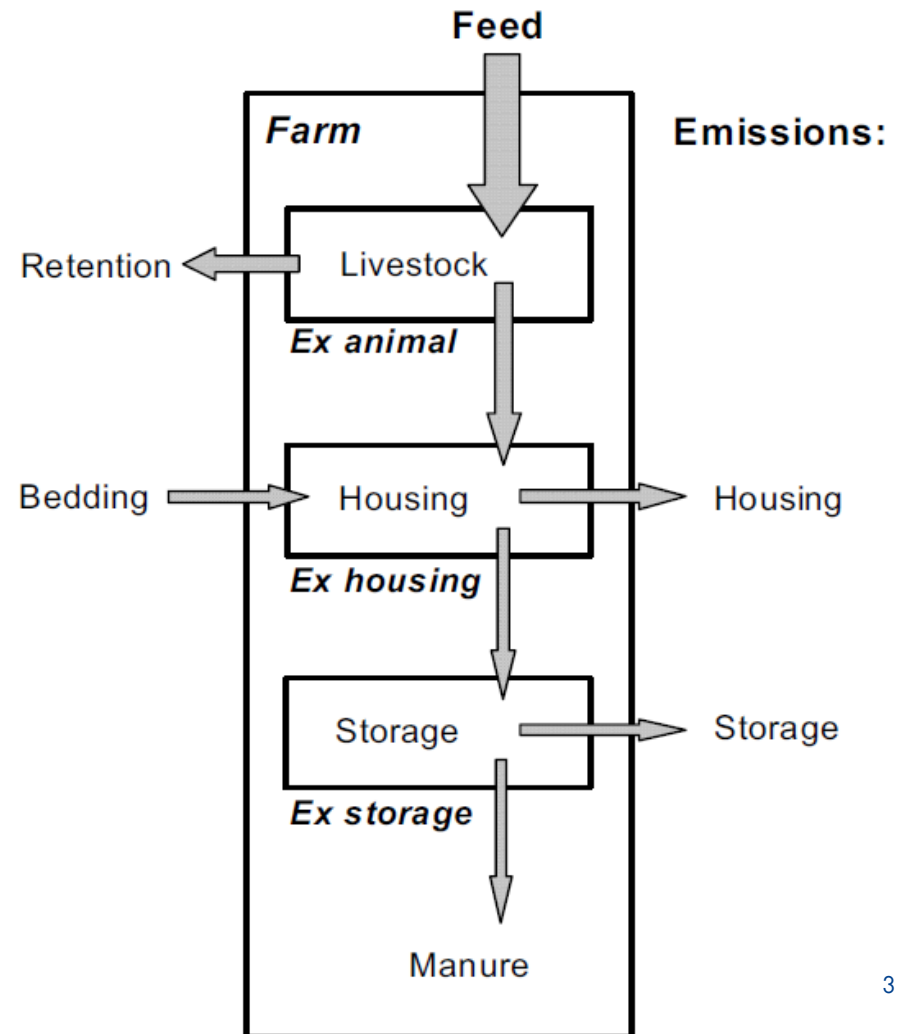 Feed
Farm
Emissions:
Retention
Livestock
Ex animal
Bedding
Housing
Housing
Ex housing
Storage
Storage
Ex storage
Manure
3